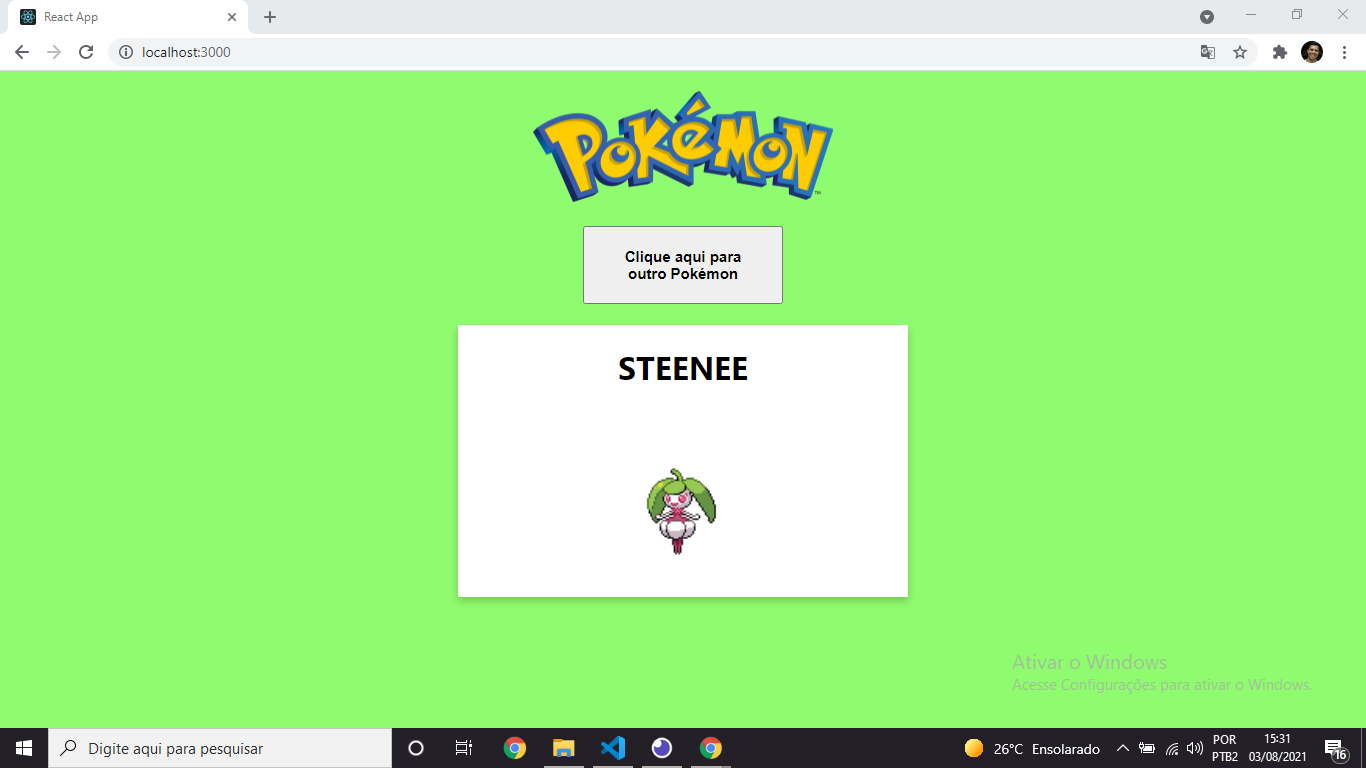 React App
localhost:3000
POKéMON
TM
Clique aqui para
outro Pokémon
STEENEE
Ativar o Windows
Acesse Configurações para ativar o Windows.
Digite aqui para pesquisar
26°C Ensolarado
POR
PTB2
15:31
03/08/2021
16